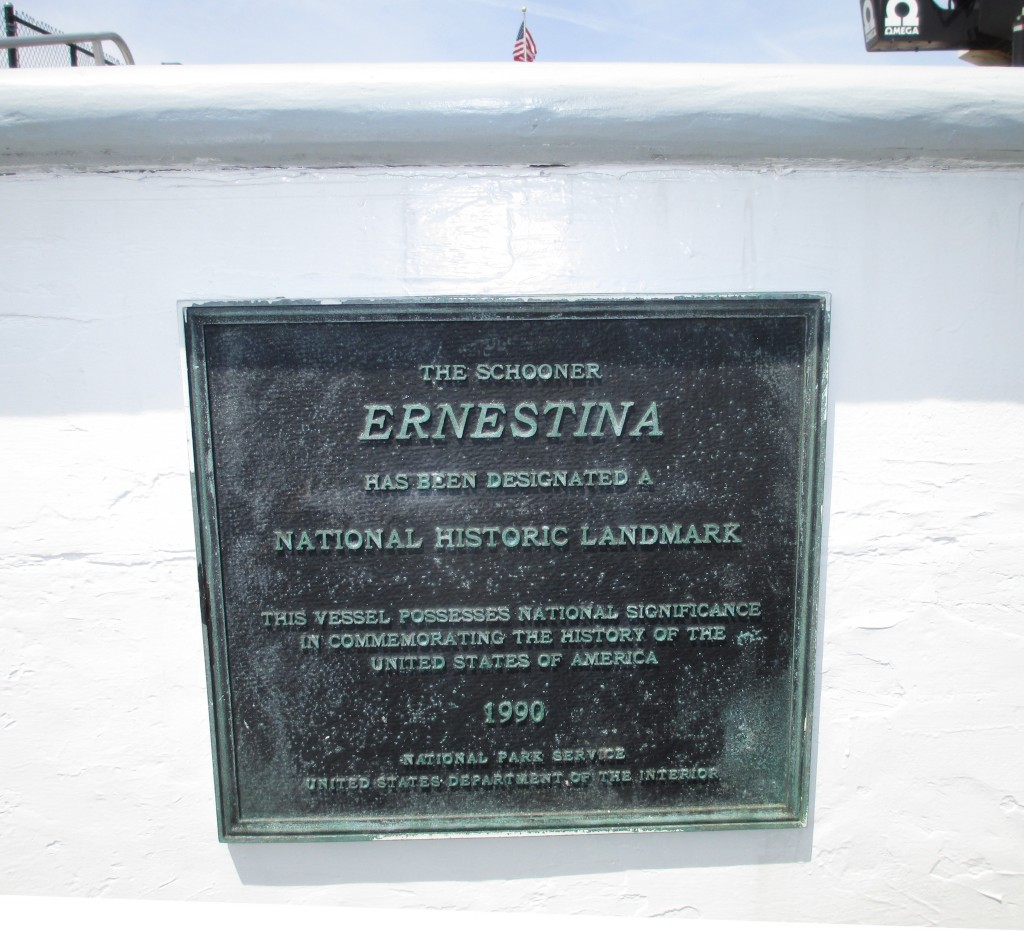 Ω
OMEGA
THE SCHOONER
ERNESTINA
HAS BEEN DESIGNATED A
NATIONAL HISTORIC LANDMARK
THIS VESSEL POSSESSES NATIONAL SIGNIFICANCE
IN COMMEMORATING THE HISTORY OF THE
UNITED STATES OF AMERICA
1990
NATIONAL PARK SERVICE
UNITED STATES DEPARTMENT OF THE INTERIOR